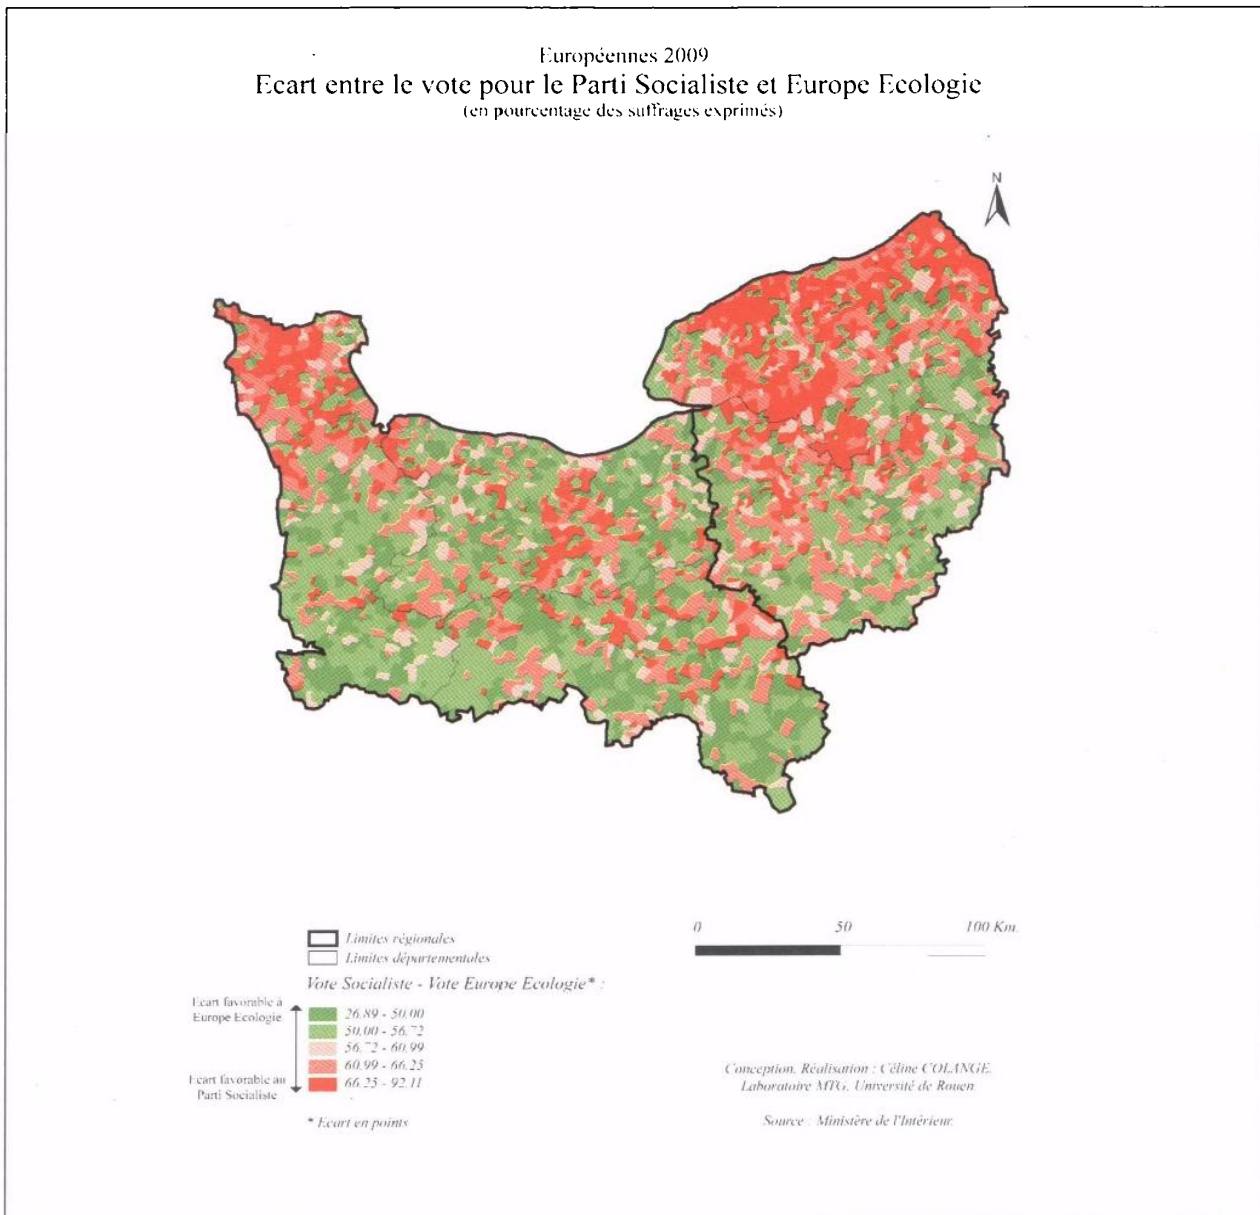 Européennes 2009
Ecart entre le vote pour le Parti Socialiste et Europe Ecologie
(en pourcentage des suffrages exprimés)
N
0 50 100 Km.
Limites régionales
Limites départementales
Vote Socialiste - Vote Europe Ecologie* :
Ecart favorable à
Europe Ecologie
26.89 - 50.00
50.00 - 56.72
56.72 - 60.99
60.99 - 66.25
66.25 - 92.11
Ecart favorable au
Parti Socialiste
* Ecart en points
Conception, Réalisation : Céline COLANGE.
Laboratoire MTG, Université de Rouen.
Source : Ministère de l'Intérieur.